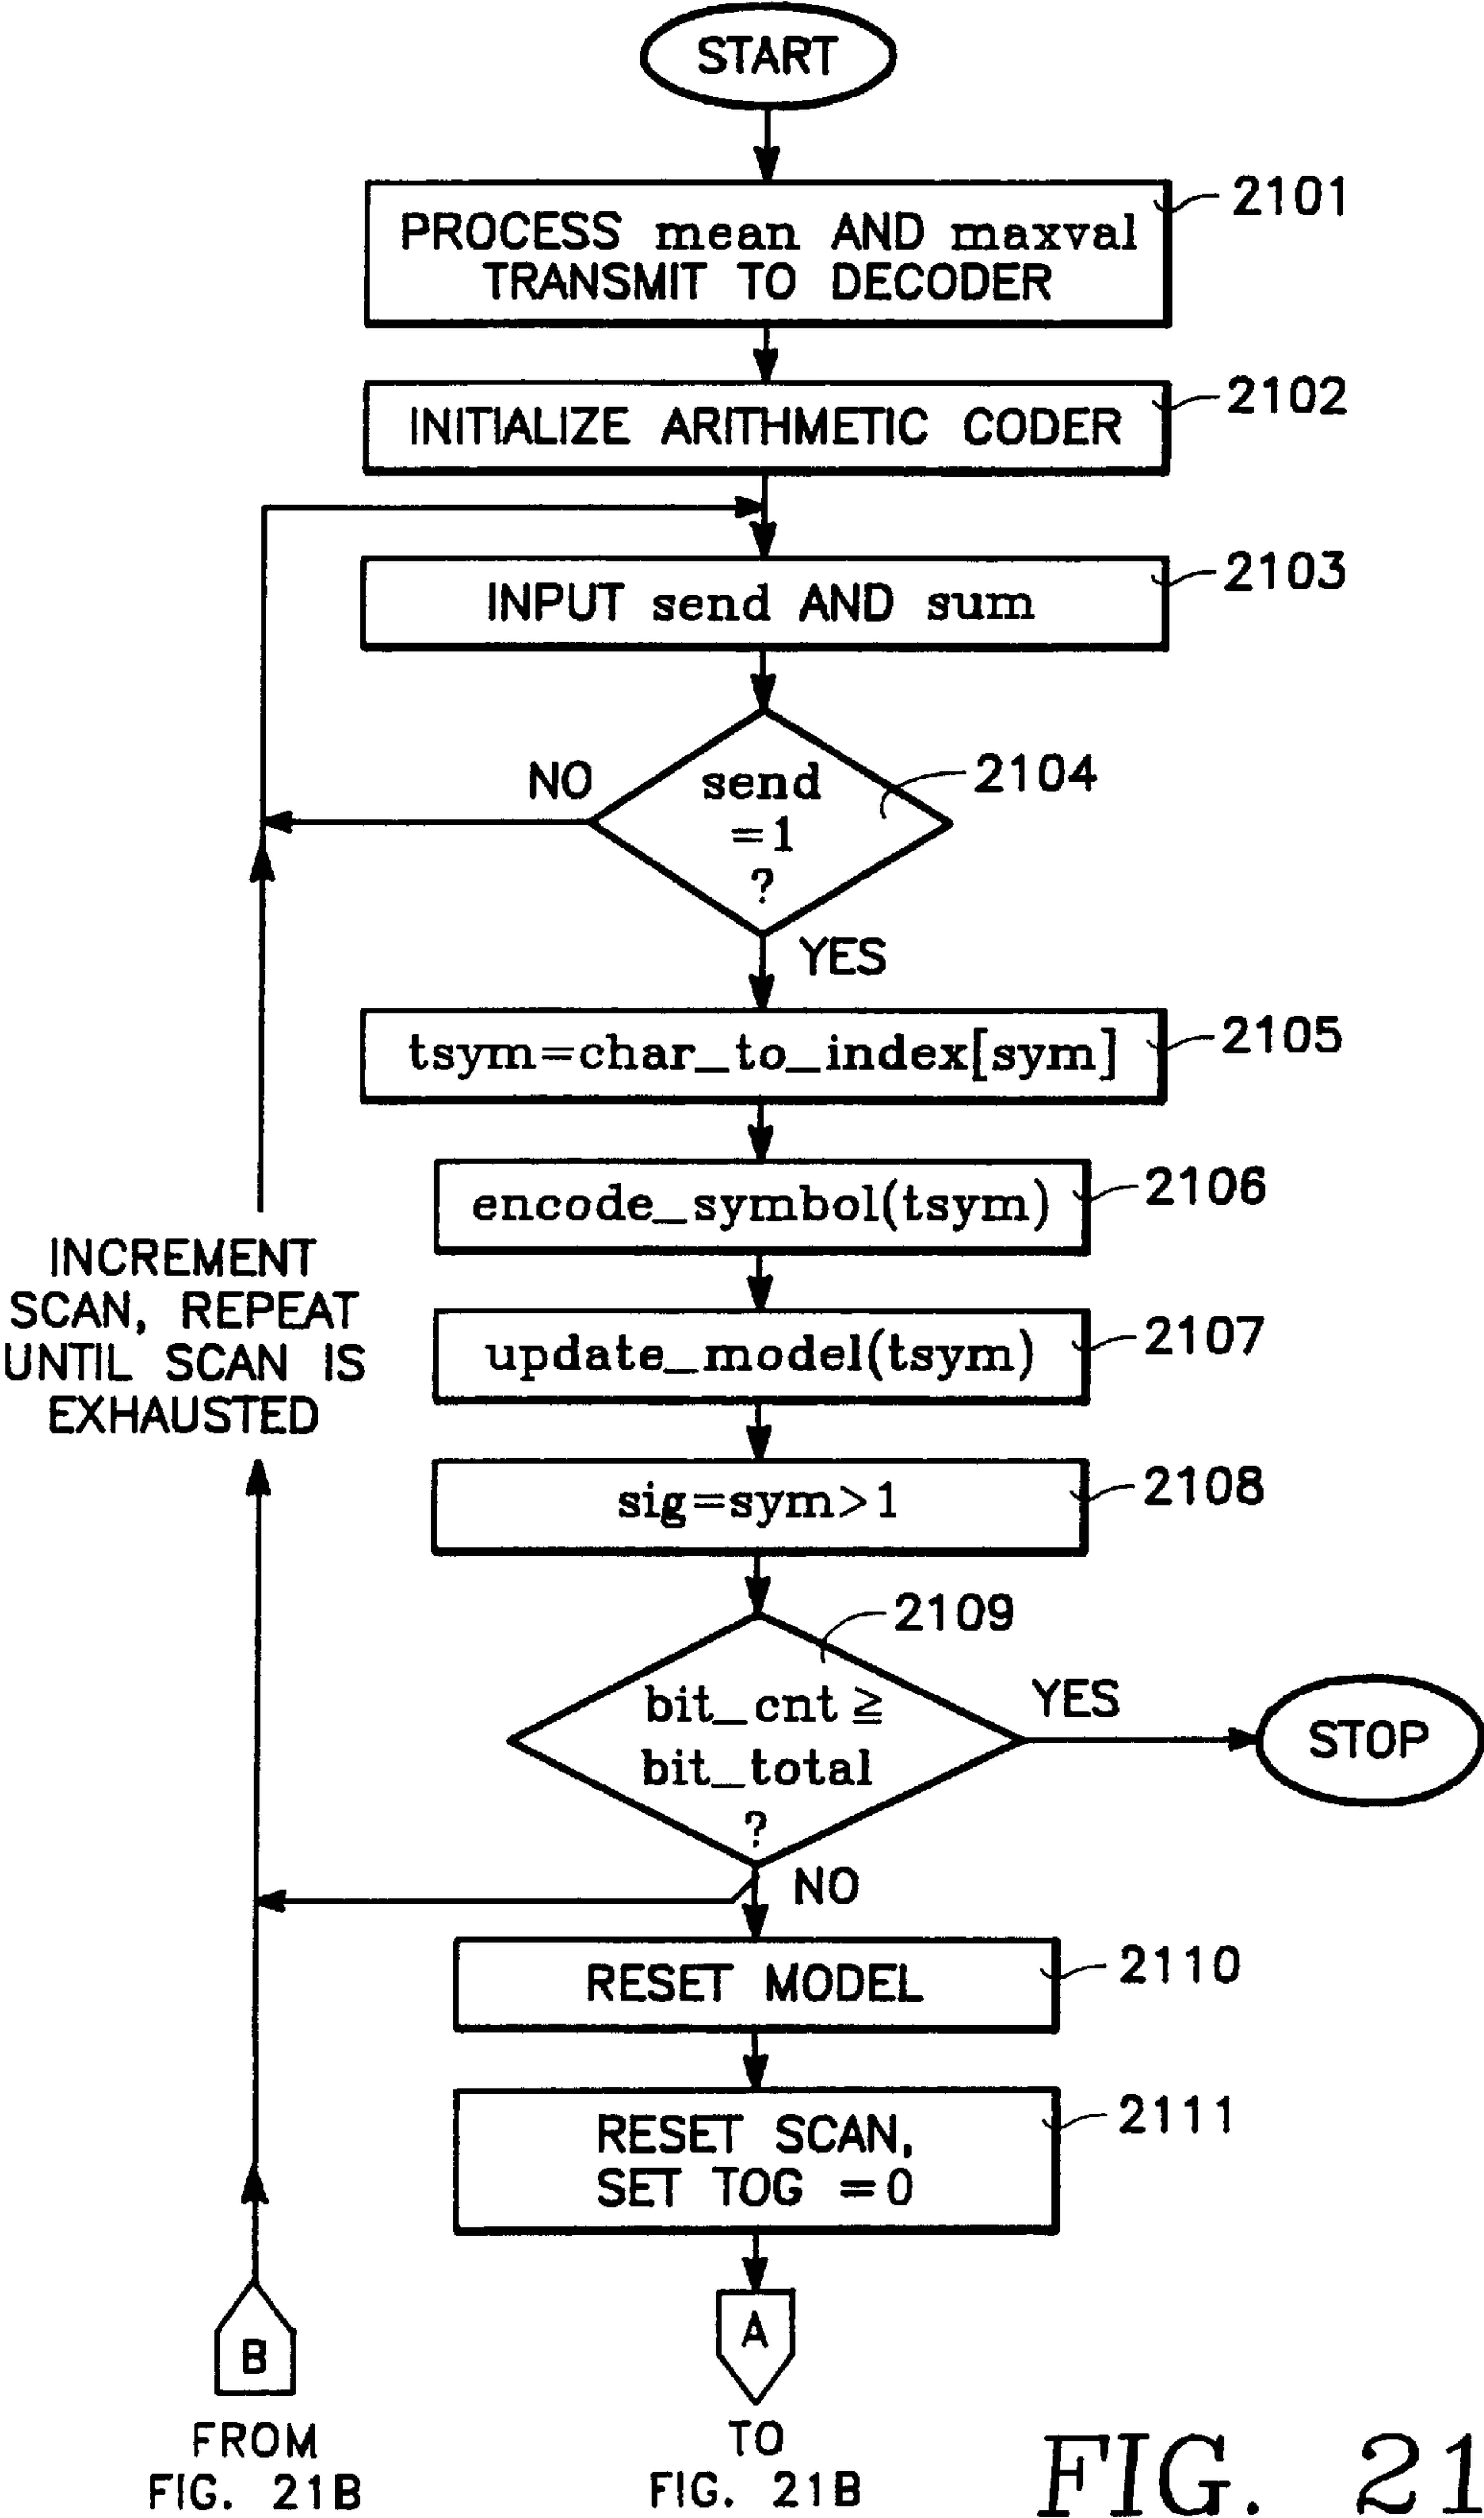 START
2101
PROCESS mean AND maxval
TRANSMIT TO DECODER
2102
INITIALIZE ARITHMETIC CODER
2103
INPUT send AND sum
2104
NO
send
=1
?
YES
2105
tsym=char_to_index[sym]
2106
encode_symbol(tsym)
INCREMENT
SCAN, REPEAT
UNTIL SCAN IS
EXHAUSTED
2107
update_model(tsym)
2108
sig=sym>1
2109
bit_cnt ≥
bit_total
?
YES
STOP
NO
2110
RESET MODEL
2111
RESET SCAN,
SET TOG =0
B
A
FROM
FIG. 21B
TO
FIG. 21B
FIG. 21